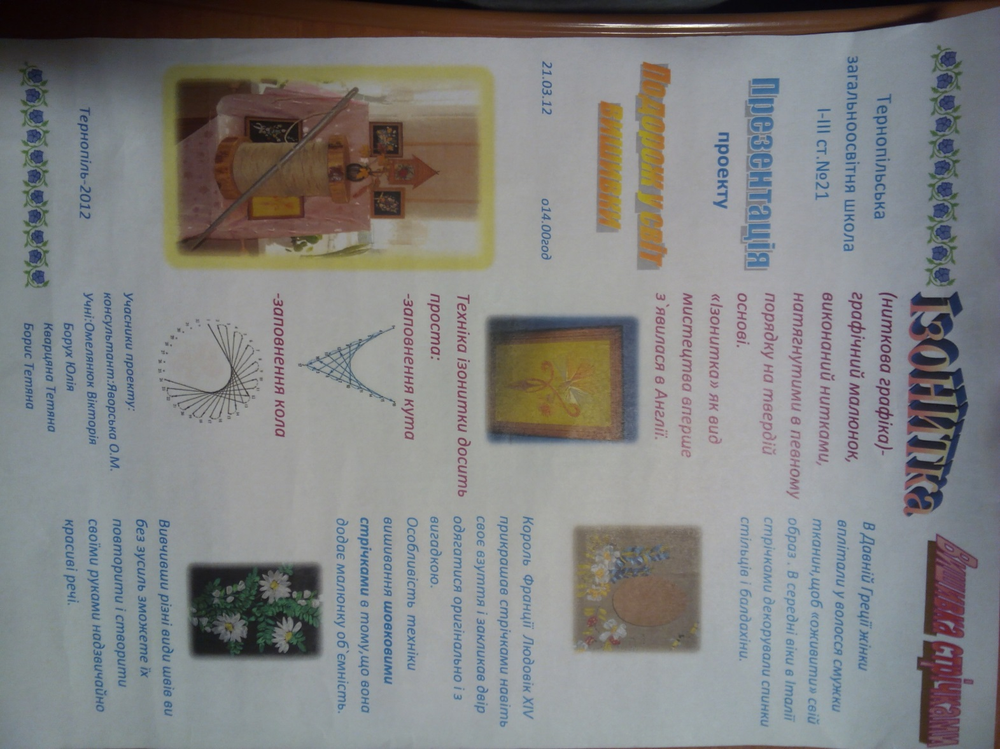 Тернопільська
загальноосвітня школа
І-ІІІ ст.№21
Презентація
проекту
Подорож у світ
вишивки
21.03.12 о14.00год
Тернопіль-2012
Ізонитка
(ниткова графіка)-
графічний малюнок,
виконаний нитками,
натягнутими в певному
порядку на твердій
основі.
«Ізонитка» як вид
мистецтва вперше
з`явилася в Англії.
Техніка ізонитки досить
проста:
-заповнення кута
-заповнення кола
Учасники проекту:
консультант:Яворська О.М.
Учні:Омелянюк Вікторія
Борух Юлія
Кварцяна Тетяна
Борис Тетяна
Вишивка стрічками
В Давній Греції жінки
впліталі у волосся смужки
тканин,щоб «оживити» свій
образ . В середні віки в Італії
стрічками декорували спинки
стільців і балдахіни.
Король Франції Людовік XIV
прикрашав стрічками навіть
своє взуття і закликав двір
одягатися оригінально і з
вигадкою.
Особливість техніки
вишивання шовковими
стрічками в тому,що вона
додає малюнку об`ємність.
Вивчивши різні види швів ви
без зусиль зможете їх
повторити і створити
своїми руками надзвичайно
красиві речі.